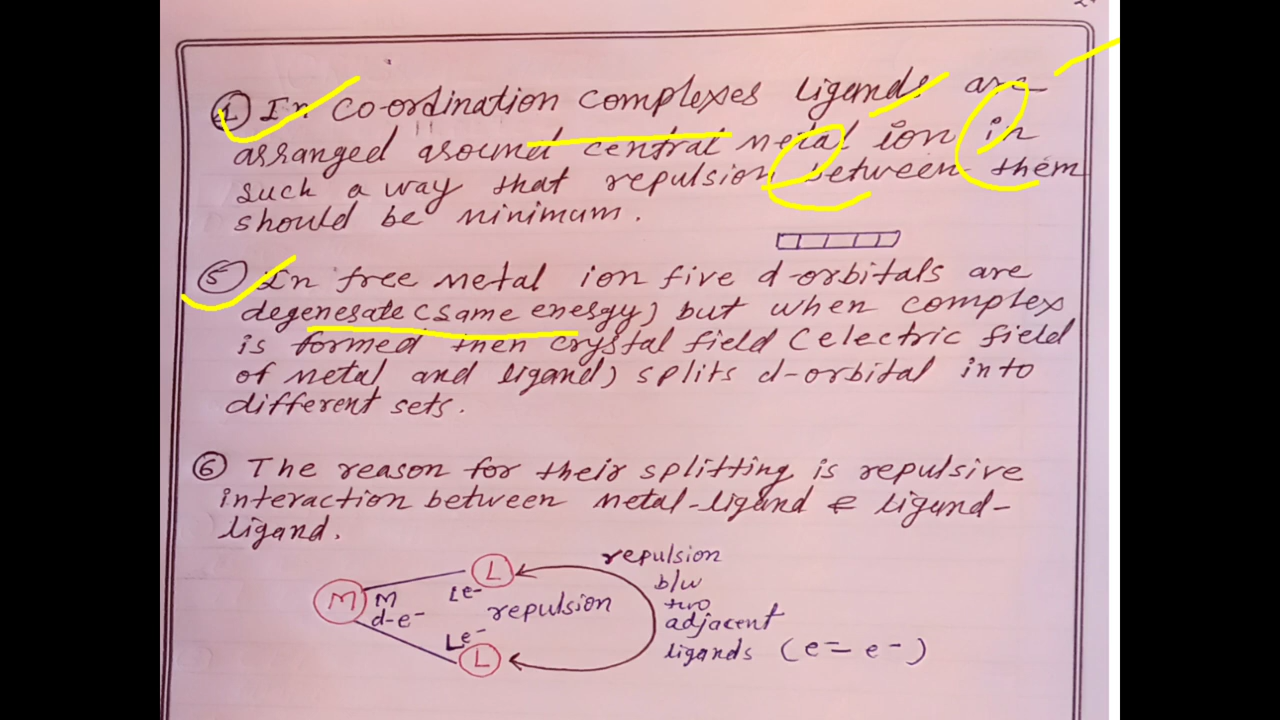 ④ In co-ordination complexes ligands are
arranged around central metal ion in
such a way that repulsion between them
should be minimum.
⑤ In free metal ion five d-orbitals are
degenerate (same energy) but when complex
is formed then crystal field (electric field
of metal and ligand) splits d-orbital into
different sets.
⑥ The reason for their splitting is repulsive
interaction between metal-ligand & ligand-
ligand.
repulsion
b/w
two
adjacent
ligands (e- e-)
L
Le-
M
M
d-e-
repulsion
Le-
L